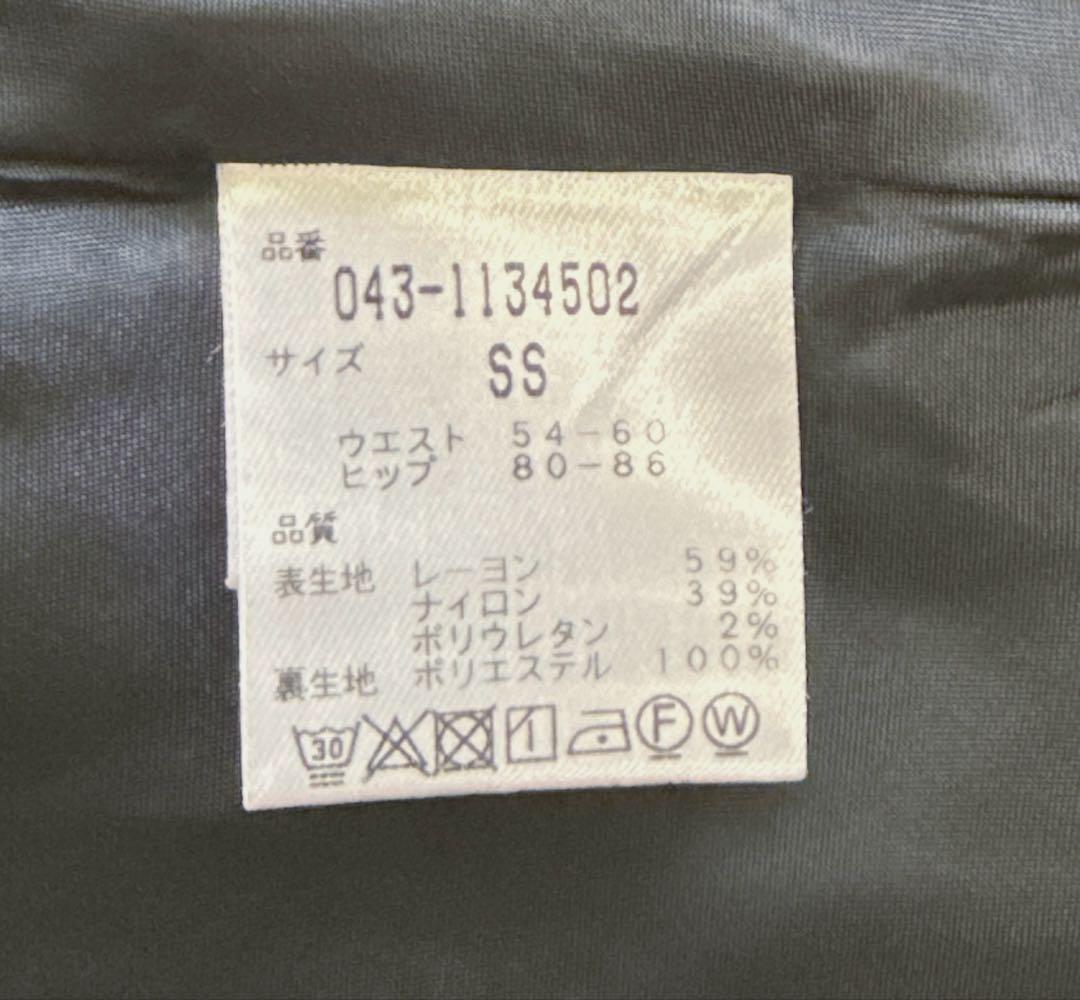 品番
043-1134502
サイズ SS
ウエスト 54-60
ヒップ 80-86
品質
表生地 レーヨン 59%
ナイロン 39%
ポリウレタン 2%
裏生地 ポリエステル 100%
30 F W